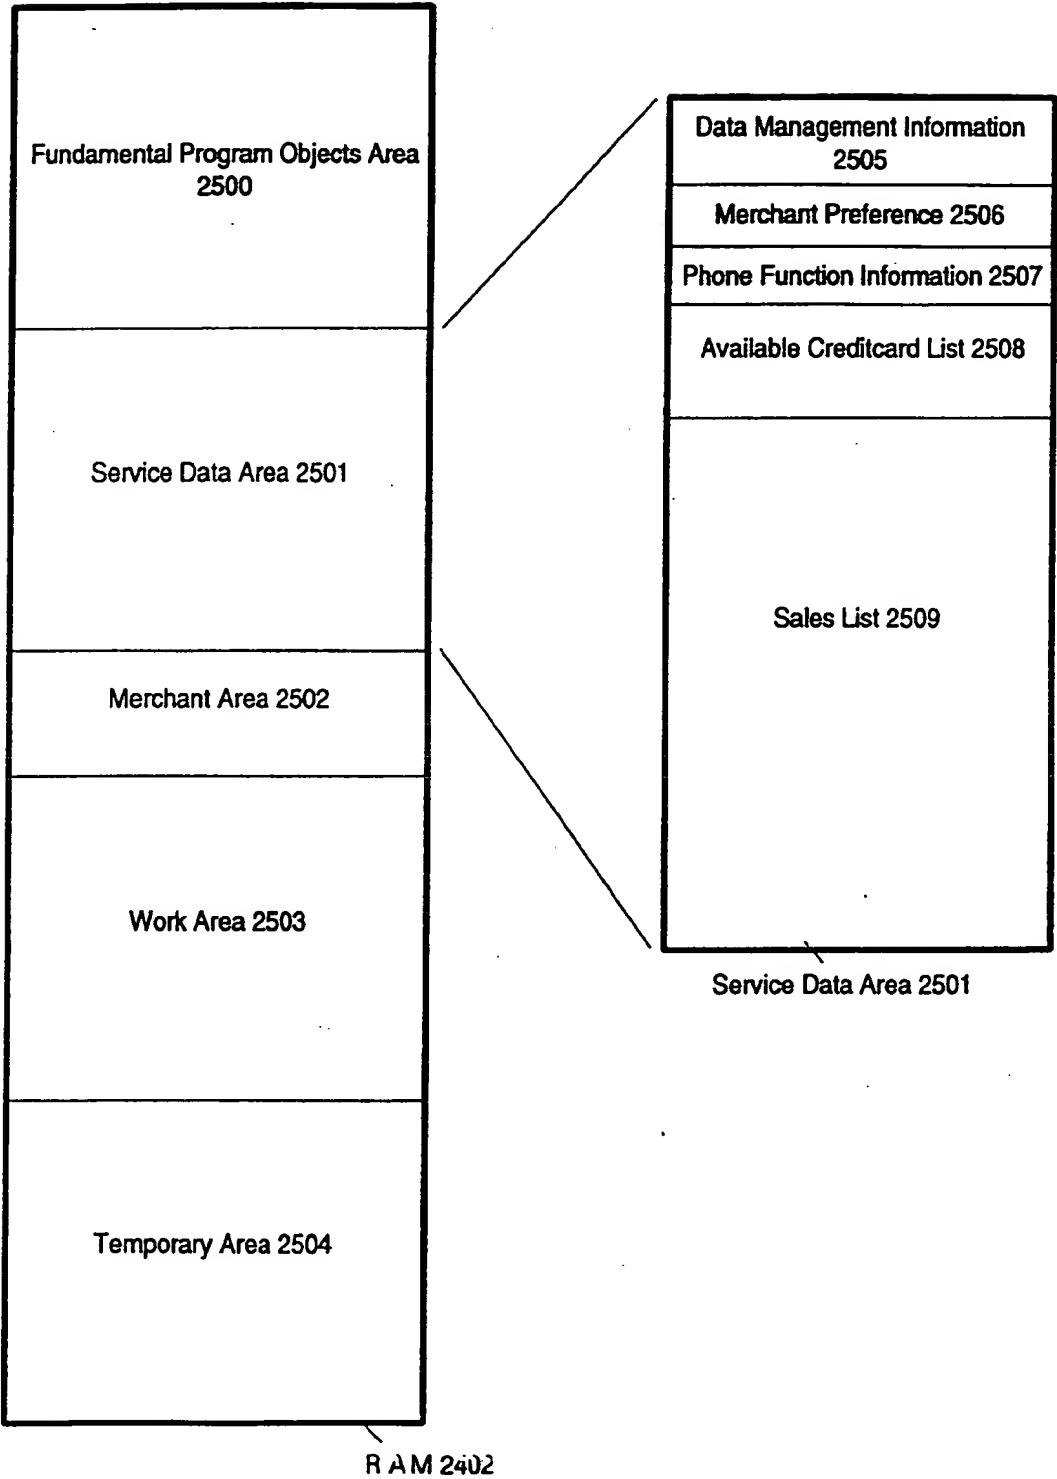 Fundamental Program Objects Area
2500
Service Data Area 2501
Merchant Area 2502
Work Area 2503
Temporary Area 2504
RAM 2402
Data Management Information
2505
Merchant Preference 2506
Phone Function Information 2507
Available Creditcard List 2508
Sales List 2509
Service Data Area 2501